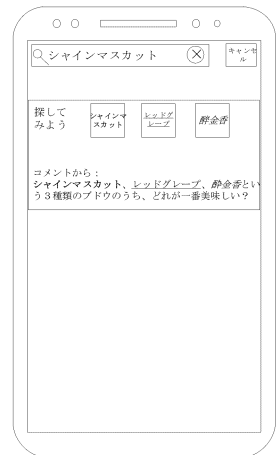 シャインマスカット
キャンセ
ル
探して
みよう
シャインマ
スカット
レッドグ
レープ
酔金香
コメントから：
シャインマスカット、レッドグレープ、酔金香とい
う３種類のブドウのうち、どれが一番美味しい？